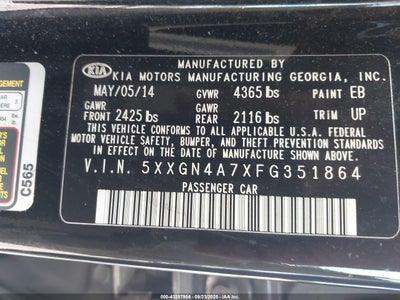 MANUFACTURED BY
KIA KIA MOTORS MANUFACTURING GEORGIA, INC.
MAY/05/14 GVWR 4365 lbs PAINT EB
GAWR FRONT 2425 lbs GAWR REAR 2116 lbs TRIM UP
THIS VEHICLE CONFORMS TO ALL APPLICABLE U.S.A. FEDERAL
MOTOR VEHICLE SAFETY, BUMPER, AND THEFT PREVENTION STANDARDS
IN EFFECT ON THE DATE OF MANUFACTURE SHOWN ABOVE.
V.I.N. 5XXGN4A7XFG351864
PASSENGER CAR
C565